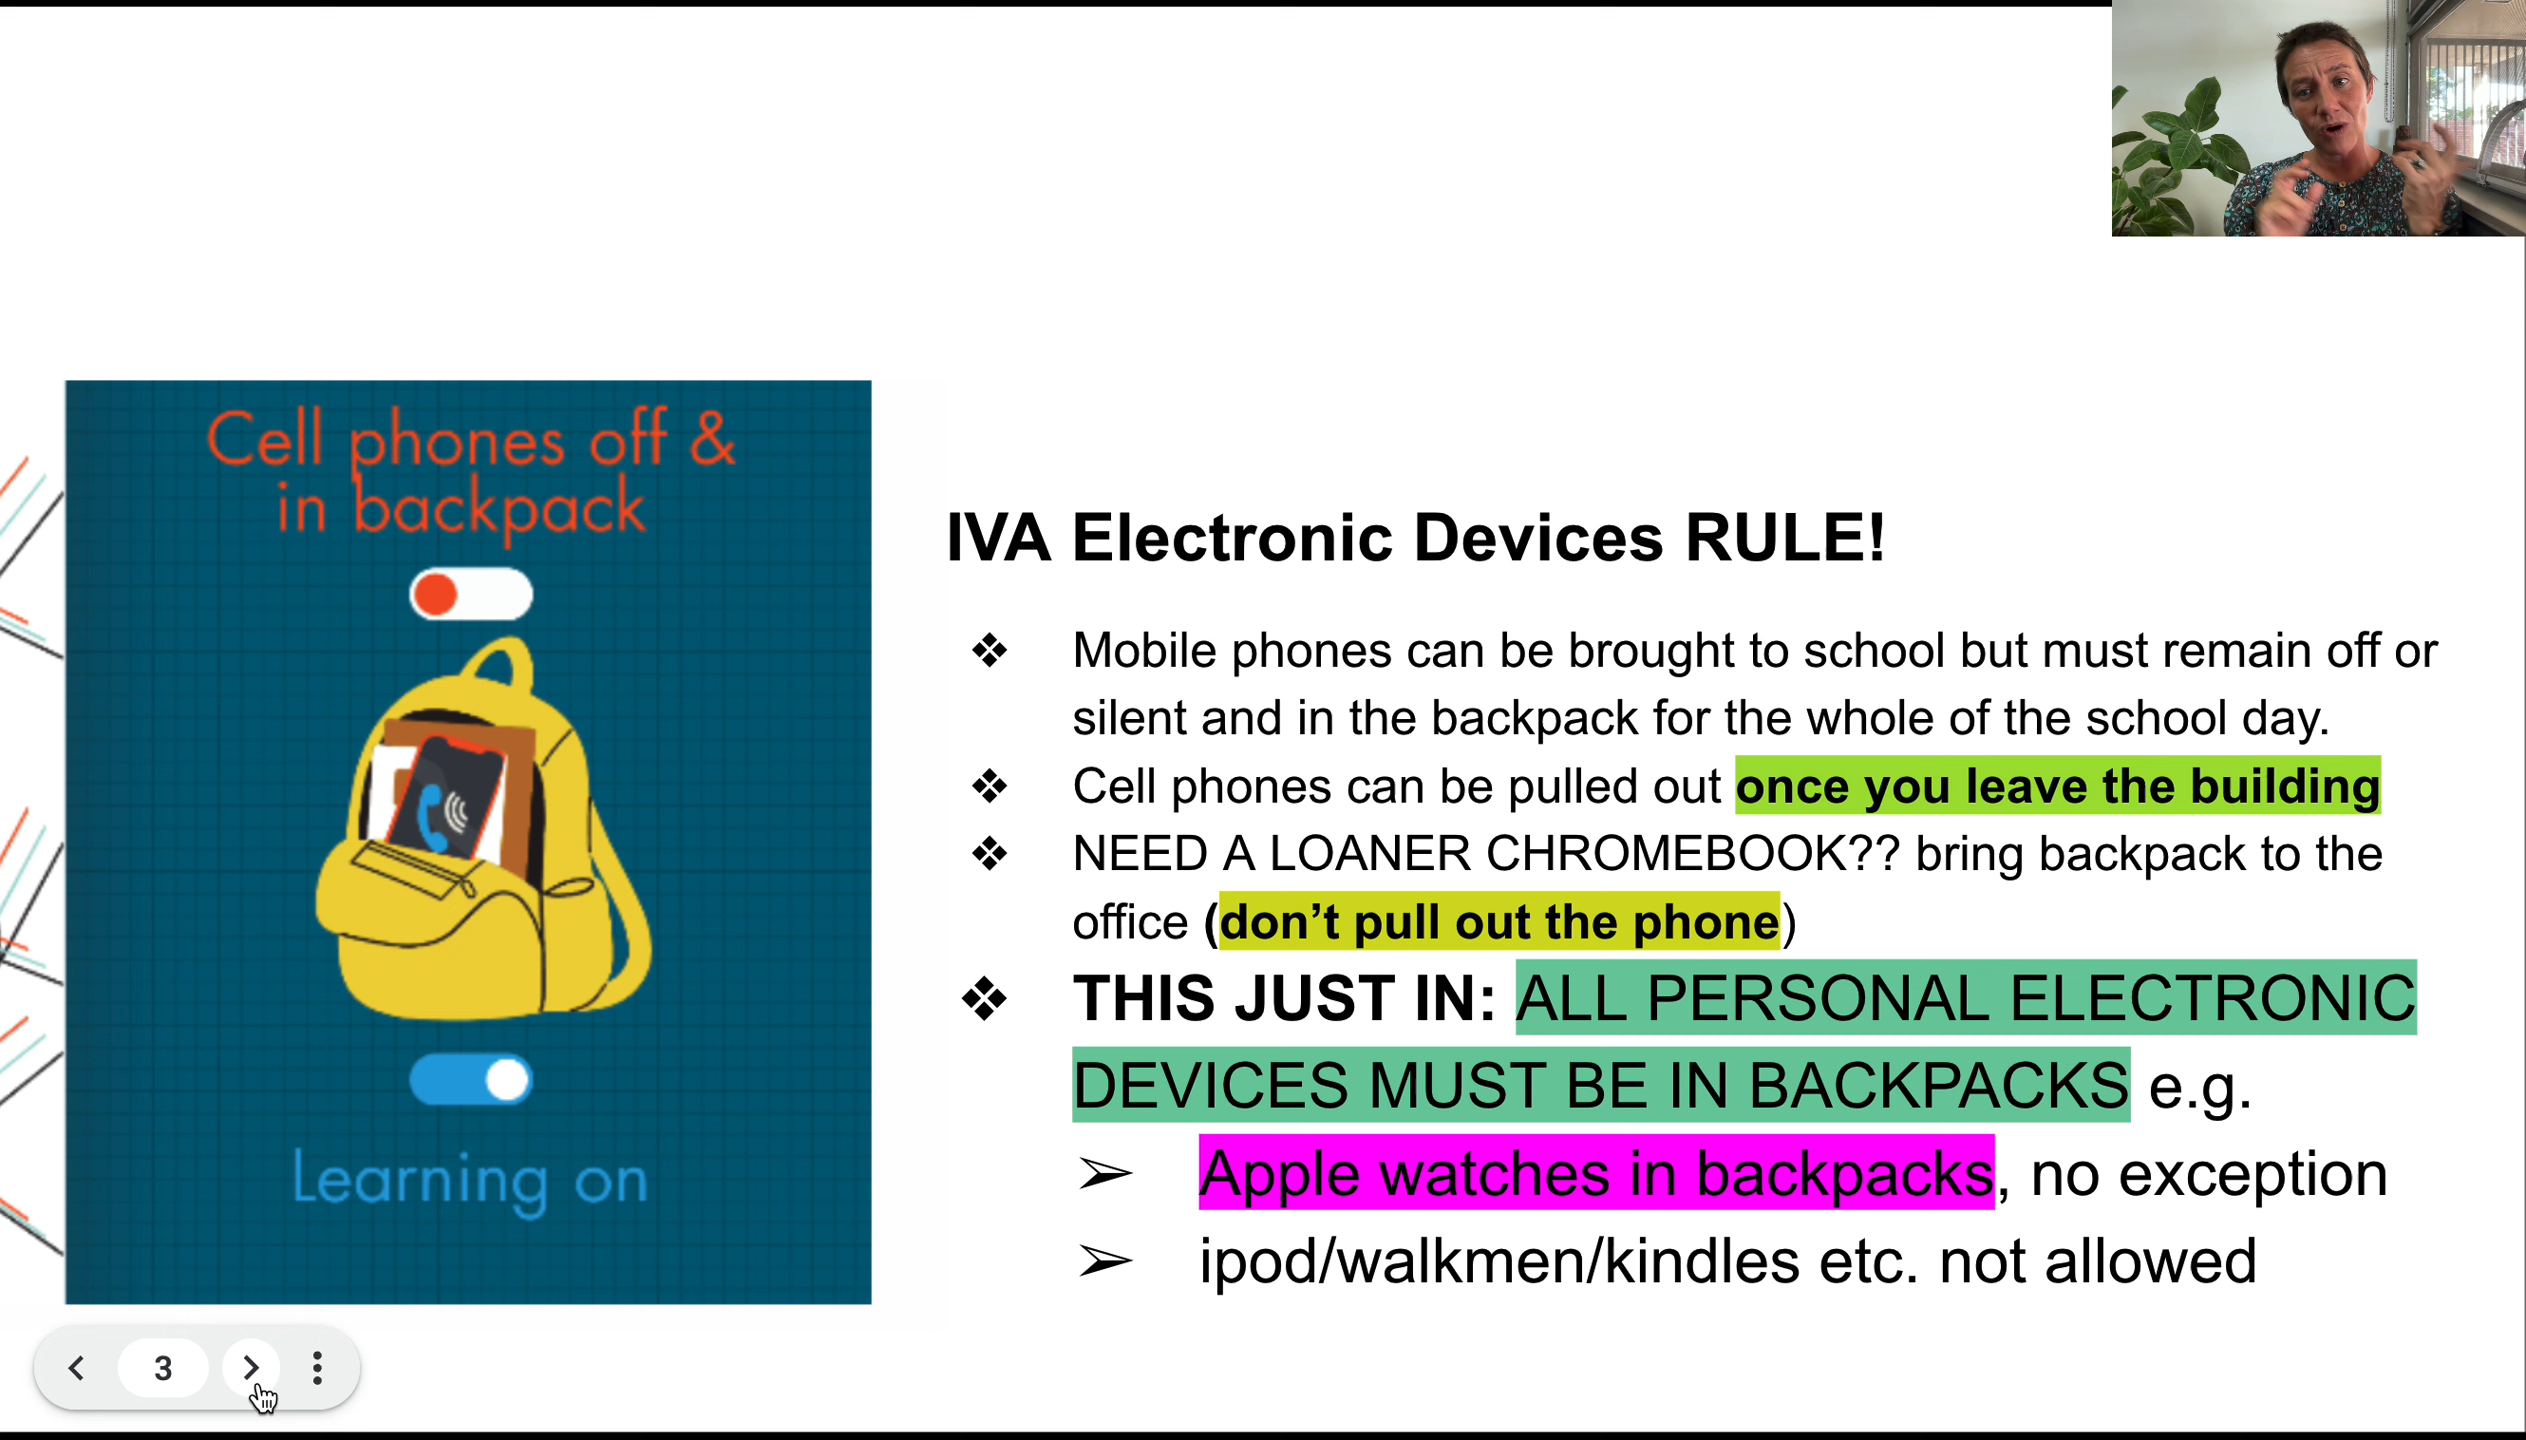 Cell phones off &
in backpack
Learning on
IVA Electronic Devices RULE!
❖ Mobile phones can be brought to school but must remain off or
silent and in the backpack for the whole of the school day.
❖ Cell phones can be pulled out once you leave the building
❖ NEED A LOANER CHROMEBOOK?? bring backpack to the
office (don’t pull out the phone)
❖ THIS JUST IN: ALL PERSONAL ELECTRONIC
DEVICES MUST BE IN BACKPACKS e.g.
➢ Apple watches in backpacks, no exception
➢ ipod/walkmen/kindles etc. not allowed
3